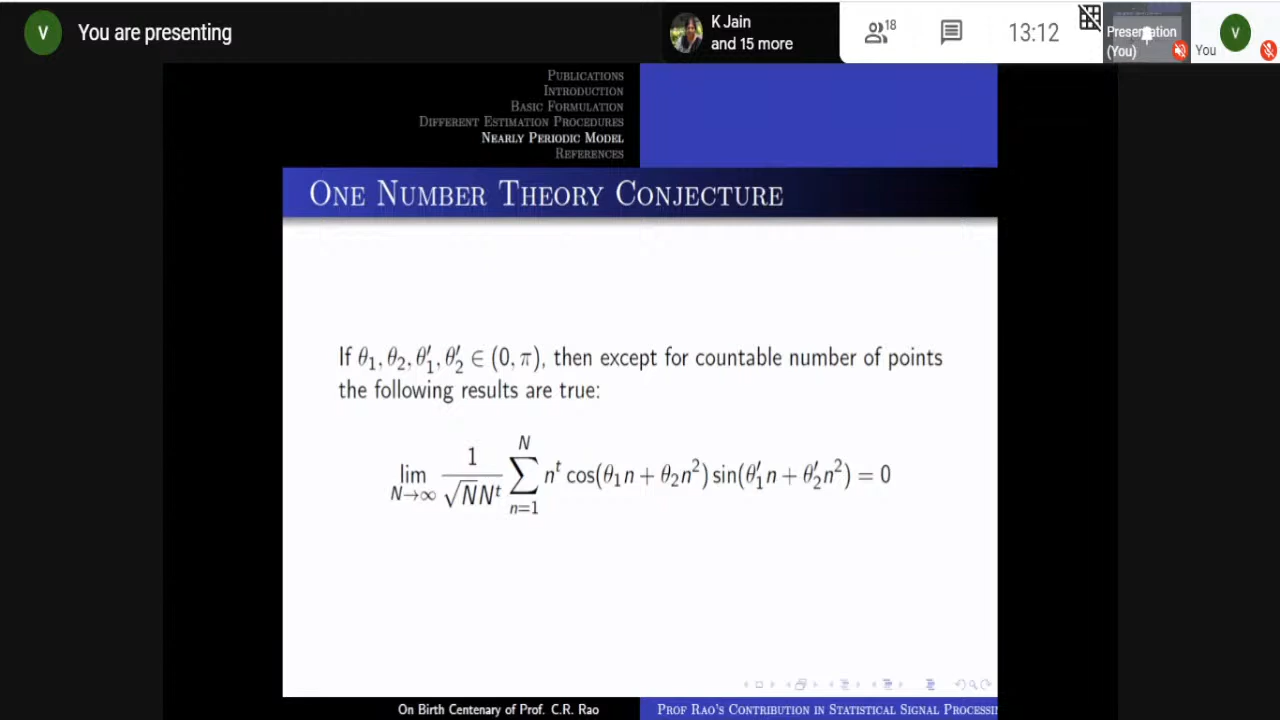 V
You are presenting
K Jain
and 15 more
18
13:12
Presentation
(You)
You
V
PUBLICATIONS
INTRODUCTION
BASIC FORMULATION
DIFFERENT ESTIMATION PROCEDURES
NEARLY PERIODIC MODEL
REFERENCES
ONE NUMBER THEORY CONJECTURE
If θ₁, θ₂, θ′₁, θ′₂ ∈ (0, π), then except for countable number of points
the following results are true:
lim_{N→∞} 1/(√N N^t) ∑_{n=1}^{N} n^t cos(θ₁n + θ₂n²) sin(θ′₁n + θ′₂n²) = 0
On Birth Centenary of Prof. C.R. Rao
PROF RAO'S CONTRIBUTION IN STATISTICAL SIGNAL PROCESSIN